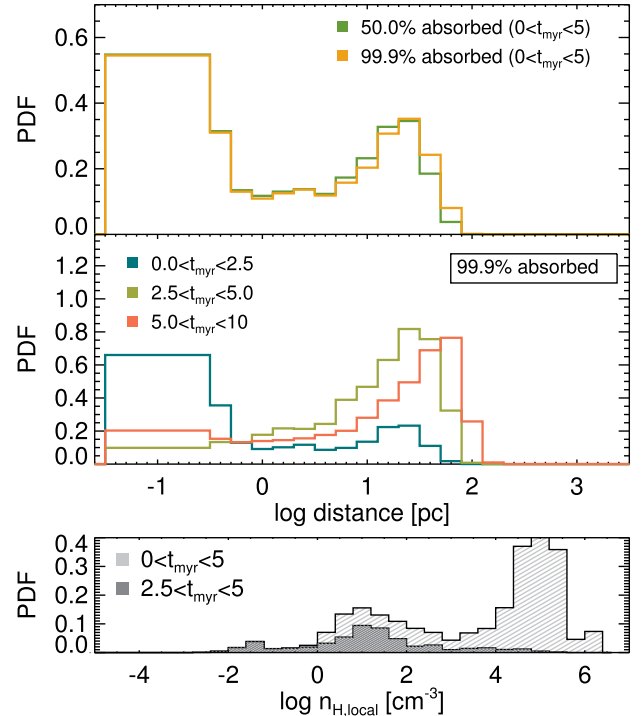 0.6
0.4
0.2
0.0
PDF
50.0% absorbed (0<t_myr<5)
99.9% absorbed (0<t_myr<5)
1.2
1.0
0.8
0.6
0.4
0.2
0.0
PDF
0.0<t_myr<2.5
2.5<t_myr<5.0
5.0<t_myr<10
99.9% absorbed
-1 0 1 2 3
log distance [pc]
0.4
0.3
0.2
0.1
0.0
PDF
0<t_myr<5
2.5<t_myr<5
-4 -2 0 2 4 6
log n_H,local [cm^-3]